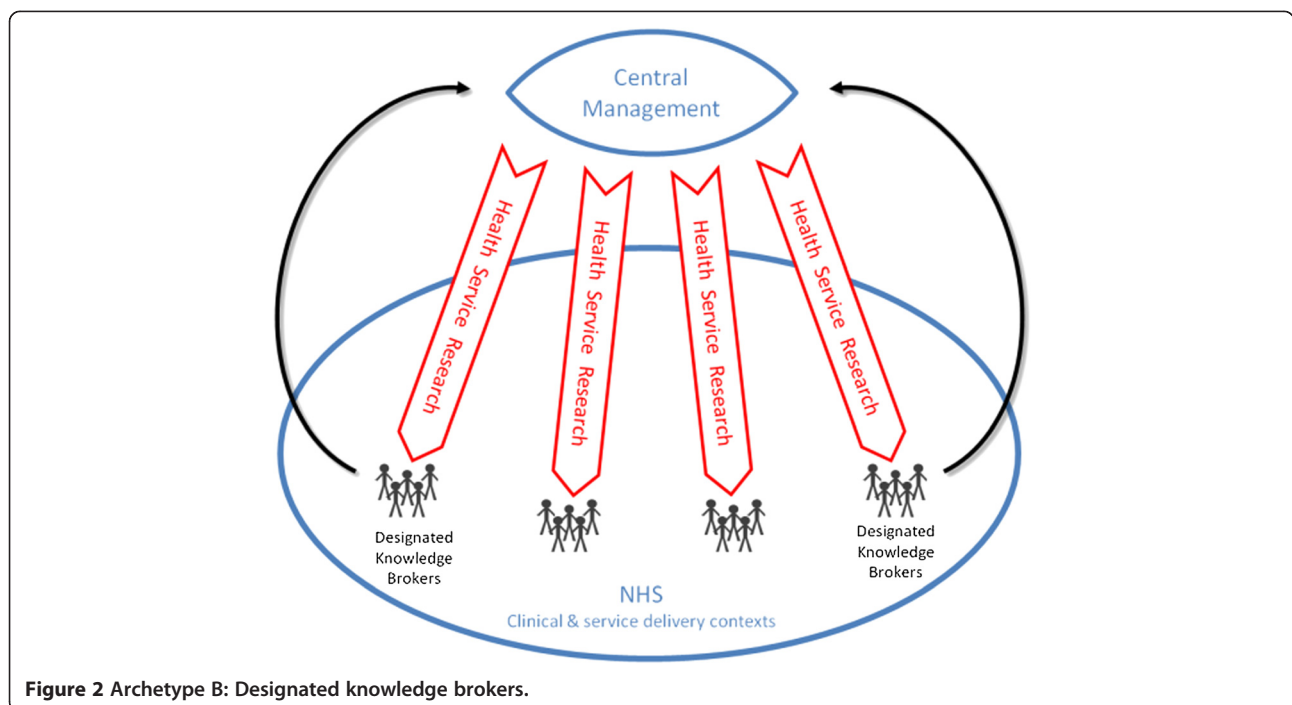 Central
Management
Health Service Research
Health Service Research
Health Service Research
Health Service Research
Designated
Knowledge
Brokers
Designated
Knowledge
Brokers
NHS
Clinical & service delivery contexts
Figure 2 Archetype B: Designated knowledge brokers.